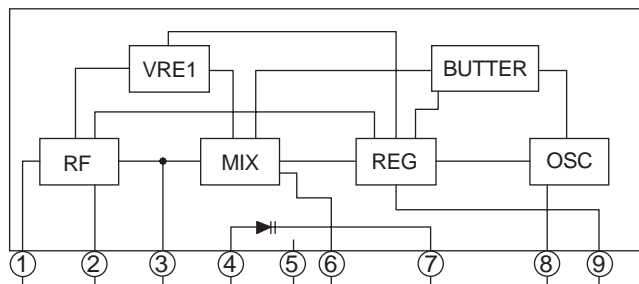 VRE1 BUTTER
RF MIX REG OSC
① ② ③ ④ ⑤ ⑥ ⑦ ⑧ ⑨